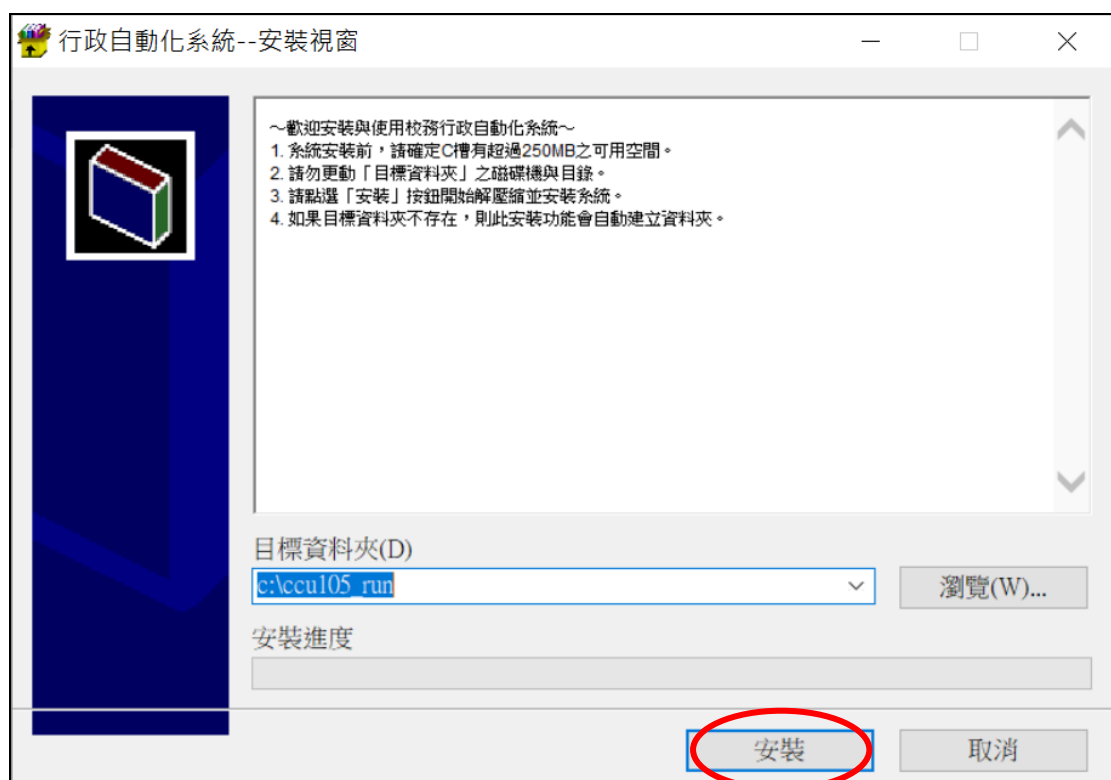 行政自動化系統--安裝視窗
～歡迎安裝與使用校務行政自動化系統～
1. 系統安裝前，請確定C槽有超過250MB之可用空間。
2. 請勿更動「目標資料夾」之磁碟機與目錄。
3. 請點選「安裝」按鈕開始解壓縮並安裝系統。
4. 如果目標資料夾不存在，則此安裝功能會自動建立資料夾。
目標資料夾(D)
c:\ccu105_run
瀏覽(W)...
安裝進度
安裝
取消